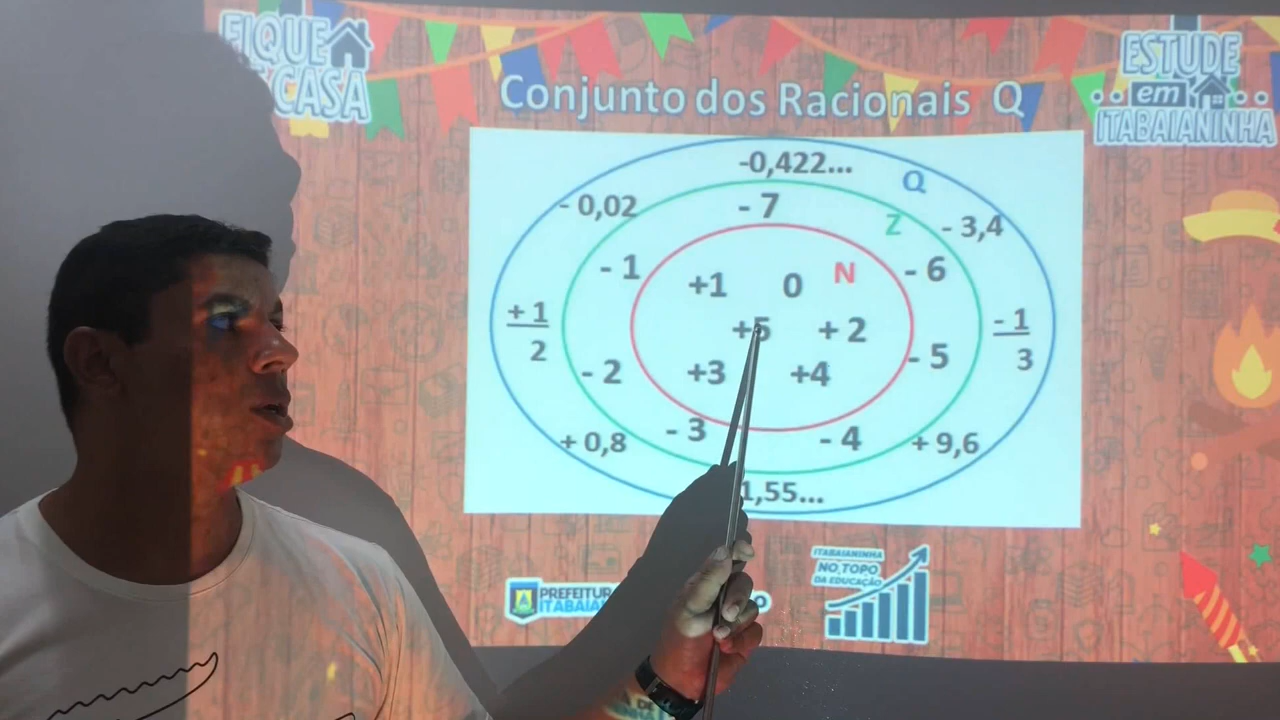 FIQUE
CASA
ESTUDE
em
ITABAIANINHA
Conjunto dos Racionais Q
-0,422...
Q
- 0,02
- 7
Z
- 3,4
- 1
+1
0
N
- 6
+ 1
2
+5
+ 2
- 1
3
- 2
+3
+4
- 5
+ 0,8
- 3
- 4
+ 9,6
1,55...
ITABAIANINHA
NO TOPO
DA EDUCAÇÃO